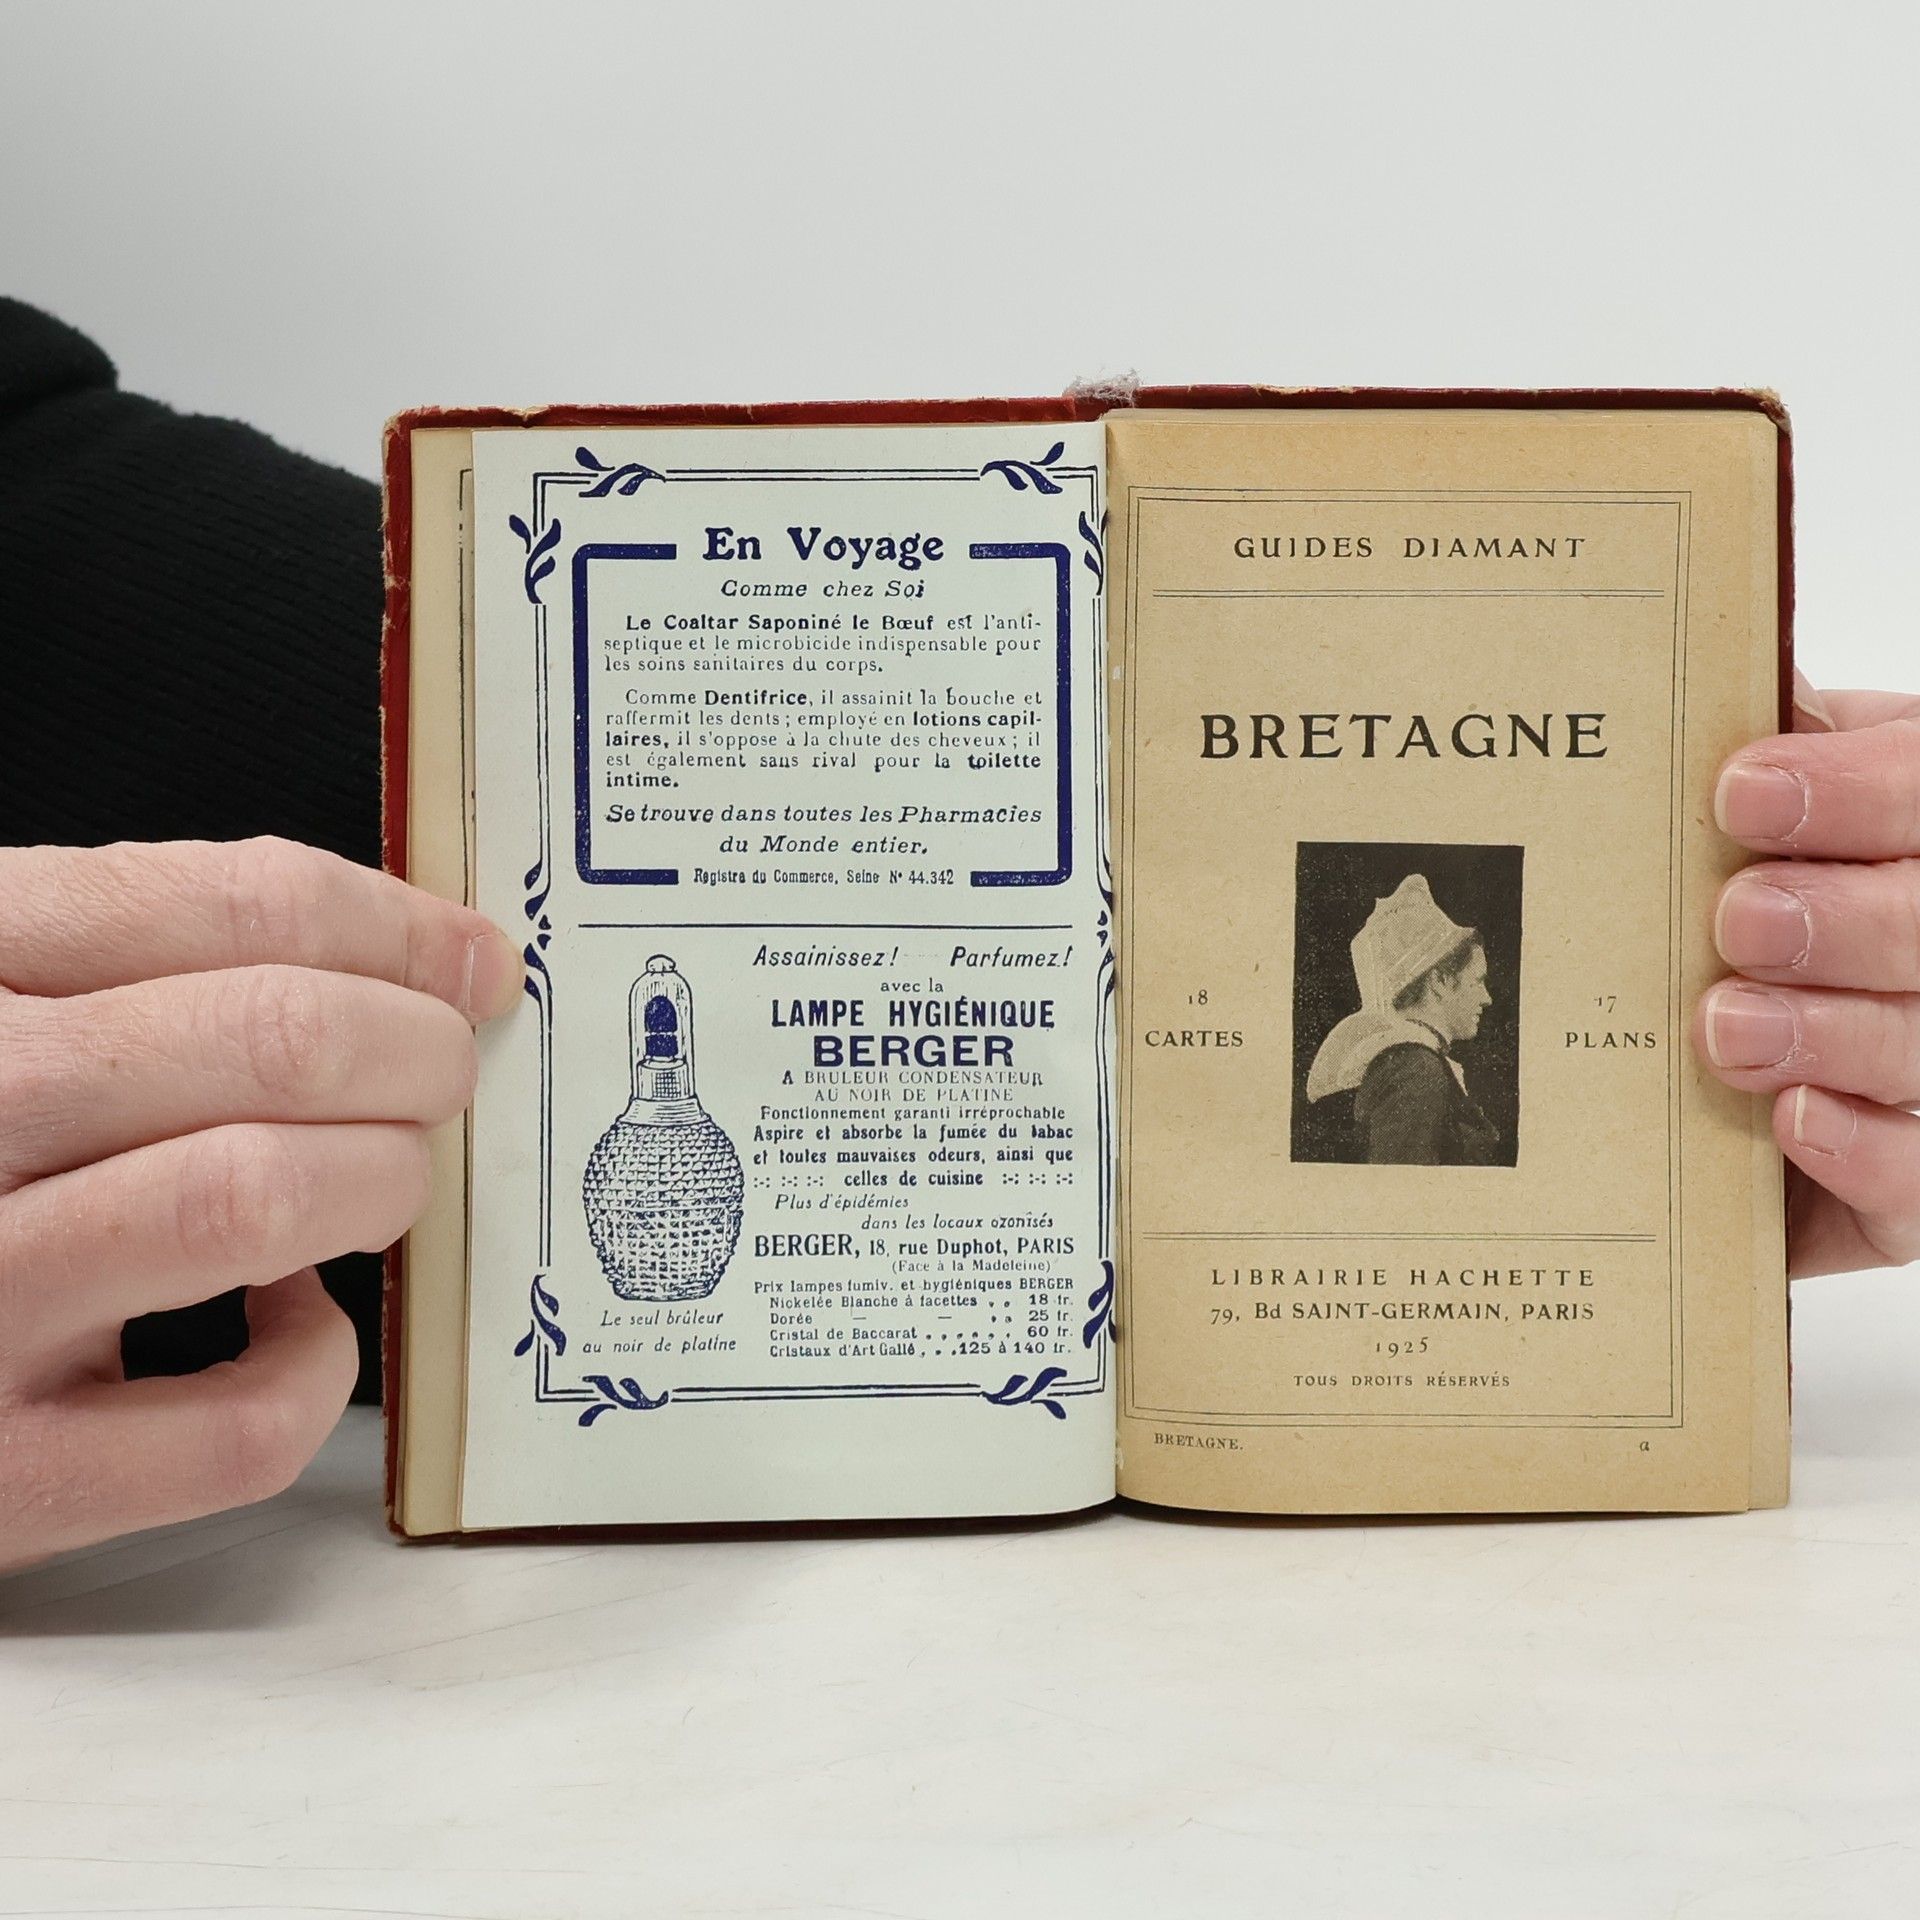 En Voyage
Comme chez Soi
Le Coaltar Saponiné le Bœuf est l'anti-
septique et le microbicide indispensable pour
les soins sanitaires du corps.
Comme Dentifrice, il assainit la bouche et
raffermit les dents ; employé en lotions capil-
laires, il s'oppose à la chute des cheveux ; il
est également sans rival pour la toilette
intime.
Se trouve dans toutes les Pharmacies
du Monde entier.
Registre du Commerce, Seine N° 44.342
Assainissez ! Parfumez !
avec la
LAMPE HYGIÉNIQUE
BERGER
A BRULEUR CONDENSATEUR
AU NOIR DE PLATINE
Fonctionnement garanti irréprochable
Aspire et absorbe la fumée du tabac
et toutes mauvaises odeurs, ainsi que
:-: :-: :-: celles de cuisine :-: :-: :-:
Plus d'épidémies
dans les locaux ozonisés
BERGER, 18, rue Duphot, PARIS
(Face à la Madeleine)
Prix lampes fumiv. et hygiéniques BERGER
Nickelée Blanche à facettes . . 18 fr.
Dorée — — . . 25 fr.
Cristal de Baccarat . . . . . . 60 fr.
Cristaux d'Art Gallé . . . 125 à 140 fr.
Le seul brûleur
au noir de platine
GUIDES DIAMANT
BRETAGNE
18
CARTES
17
PLANS
LIBRAIRIE HACHETTE
79, Bd SAINT-GERMAIN, PARIS
1925
TOUS DROITS RÉSERVÉS
BRETAGNE. a